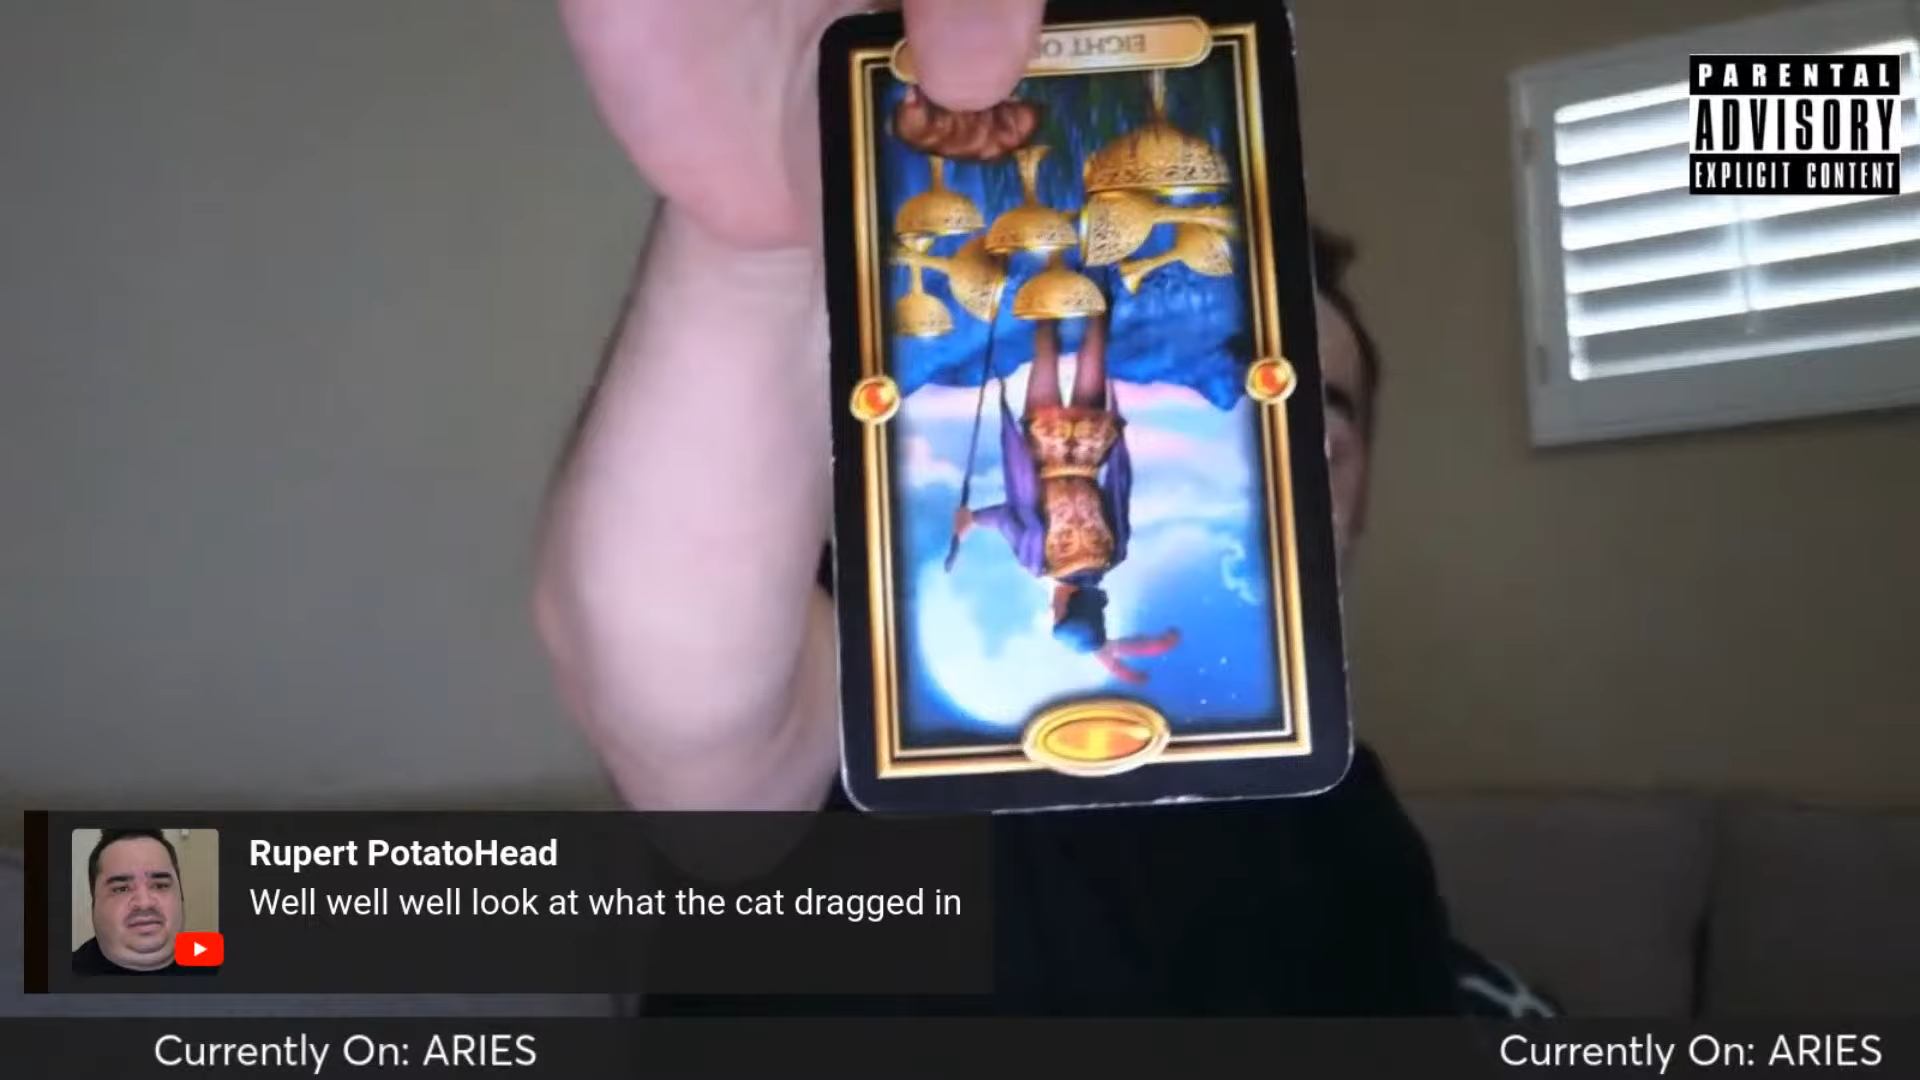 EIGHT
PARENTAL
ADVISORY
EXPLICIT CONTENT
Rupert PotatoHead
Well well well look at what the cat dragged in
Currently On: ARIES
Currently On: ARIES